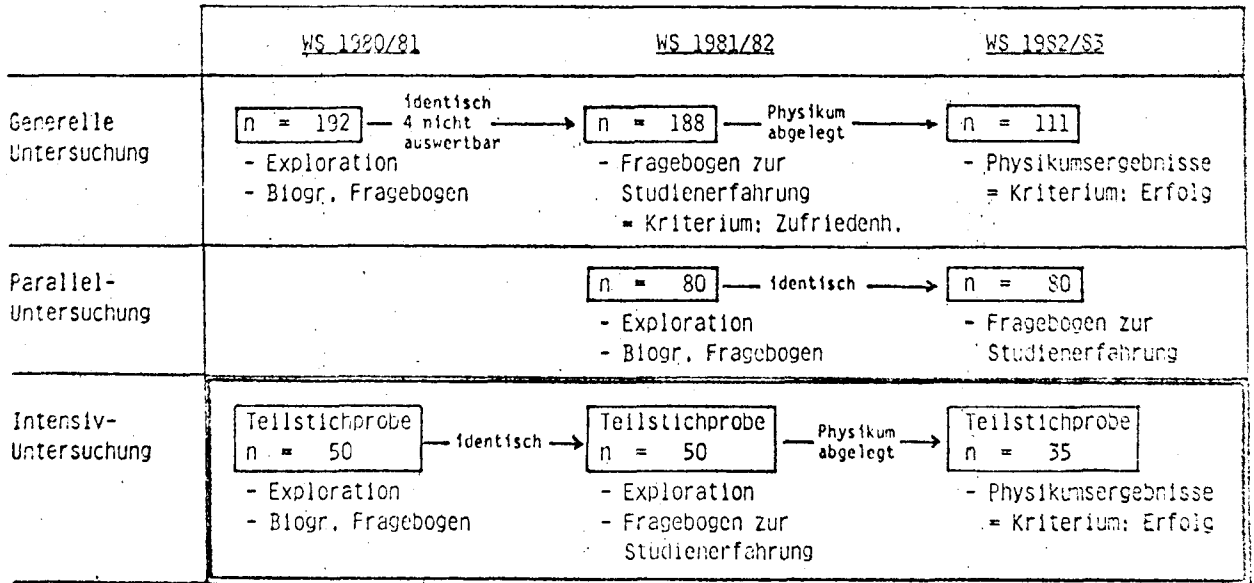 WS 1980/81 WS 1981/82 WS 1982/83
Generelle
Untersuchung
n = 192
identisch
4 nicht
auswertbar
n = 188
Physikum
abgelegt
n = 111
- Exploration
- Biogr. Fragebogen
- Fragebogen zur
Studienerfahrung
= Kriterium: Zufriedenh.
- Physikumsergebnisse
= Kriterium: Erfolg
Parallel-
Untersuchung
n = 80
identisch
n = 80
- Exploration
- Biogr. Fragebogen
- Fragebogen zur
Studienerfahrung
Intensiv-
Untersuchung
Teilstichprobe
n = 50
identisch
Teilstichprobe
n = 50
Physikum
abgelegt
Teilstichprobe
n = 35
- Exploration
- Biogr. Fragebogen
- Exploration
- Fragebogen zur
Studienerfahrung
- Physikumsergebnisse
= Kriterium: Erfolg